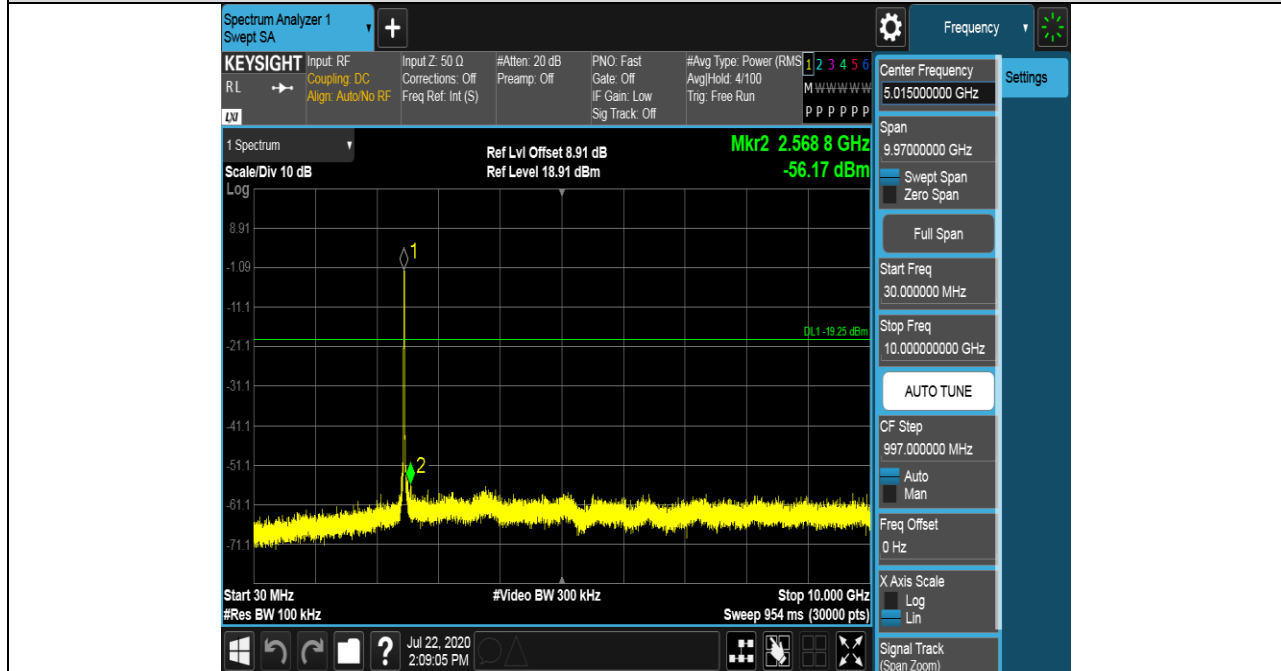 Spectrum Analyzer 1
Swept SA
+
Frequency
KEYSIGHT
RL
LXI
Input: RF
Coupling: DC
Align: Auto/No RF
Input Z: 50 Ω
Corrections: Off
Freq Ref: Int (S)
#Atten: 20 dB
Preamp: Off
PNO: Fast
Gate: Off
IF Gain: Low
Sig Track: Off
#Avg Type: Power (RMS
Avg|Hold: 4/100
Trig: Free Run
1 2 3 4 5 6
M W W W W W
P P P P P P
1 Spectrum
Scale/Div 10 dB
Ref Lvl Offset 8.91 dB
Ref Level 18.91 dBm
Mkr2 2.568 8 GHz
-56.17 dBm
Log
8.91
-1.09
-11.1
-21.1
-31.1
-41.1
-51.1
-61.1
-71.1
1
2
DL1 -19.25 dBm
Start 30 MHz
#Res BW 100 kHz
#Video BW 300 kHz
Stop 10.000 GHz
Sweep 954 ms (30000 pts)
Center Frequency
5.015000000 GHz
Settings
Span
9.97000000 GHz
Swept Span
Zero Span
Full Span
Start Freq
30.000000 MHz
Stop Freq
10.000000000 GHz
AUTO TUNE
CF Step
997.000000 MHz
Auto
Man
Freq Offset
0 Hz
X Axis Scale
Log
Lin
Signal Track
(Span Zoom)
?
Jul 22, 2020
2:09:05 PM